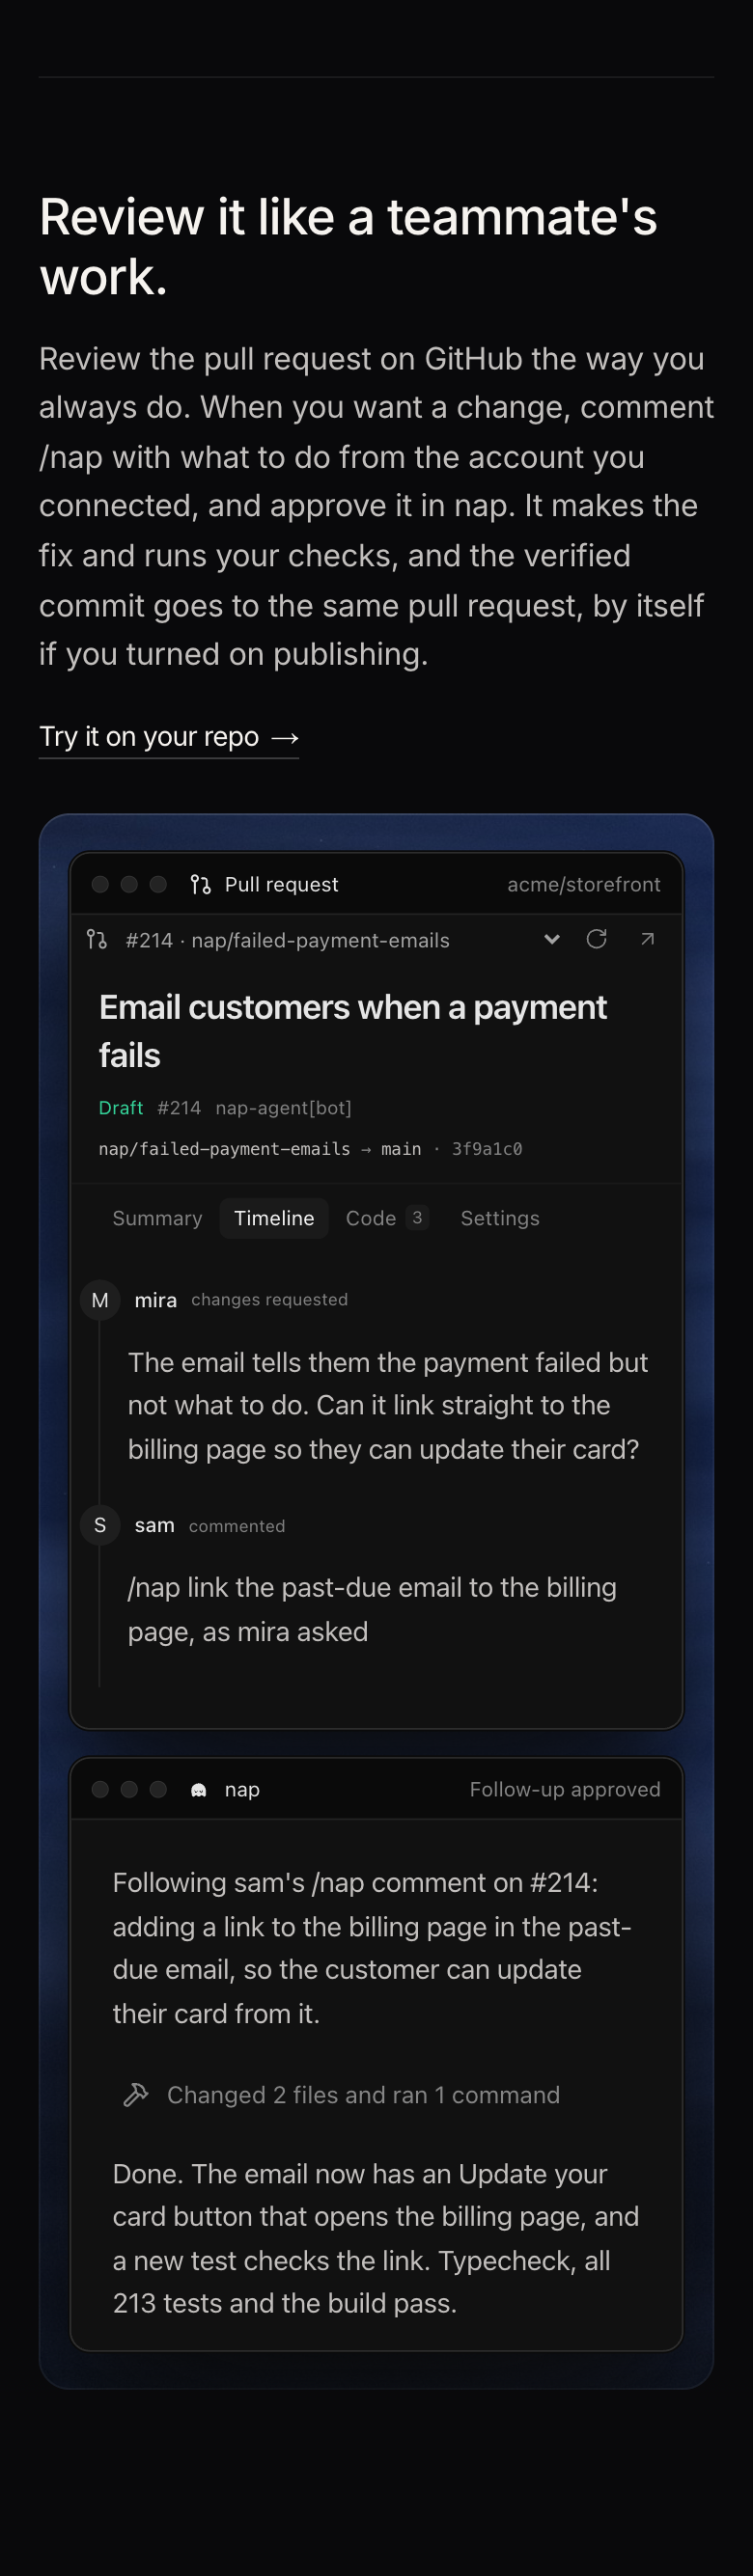 Review it like a teammate's
work.
Review the pull request on GitHub the way you
always do. When you want a change, comment
/nap with what to do from the account you
connected, and approve it in nap. It makes the
fix and runs your checks, and the verified
commit goes to the same pull request, by itself
if you turned on publishing.
Try it on your repo →
Pull request acme/storefront
#214 · nap/failed-payment-emails
Email customers when a payment
fails
Draft #214 nap-agent[bot]
nap/failed-payment-emails → main · 3f9a1c0
Summary Timeline Code 3 Settings
M mira changes requested
The email tells them the payment failed but
not what to do. Can it link straight to the
billing page so they can update their card?
S sam commented
/nap link the past-due email to the billing
page, as mira asked
nap Follow-up approved
Following sam's /nap comment on #214:
adding a link to the billing page in the past-
due email, so the customer can update
their card from it.
Changed 2 files and ran 1 command
Done. The email now has an Update your
card button that opens the billing page, and
a new test checks the link. Typecheck, all
213 tests and the build pass.